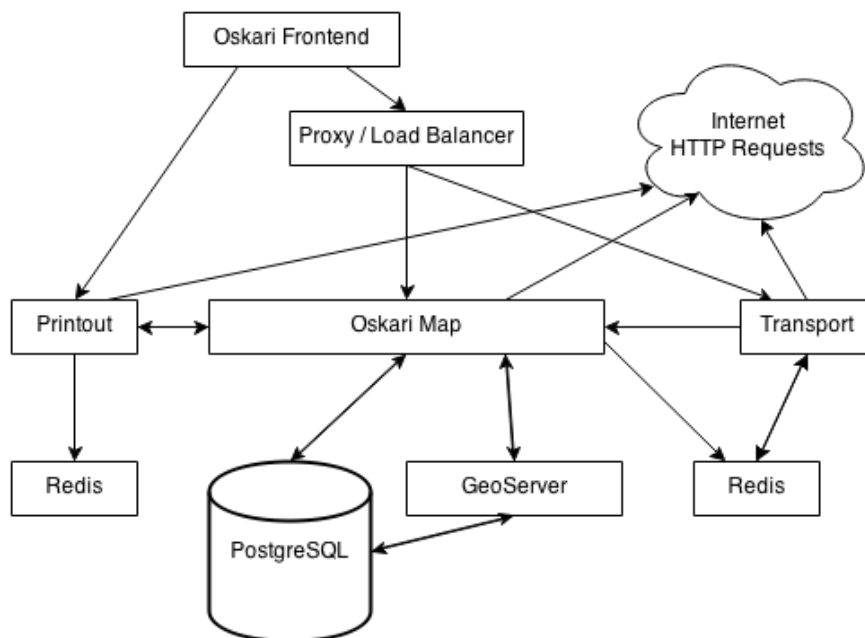 Oskari Frontend
Proxy / Load Balancer
Internet
HTTP Requests
Printout
Oskari Map
Transport
Redis
GeoServer
Redis
PostgreSQL